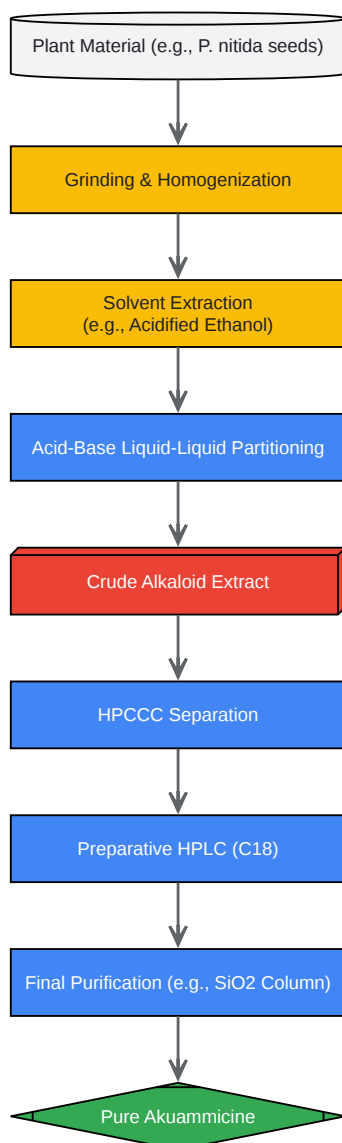 Plant Material (e.g., P. nitida seeds)
Grinding & Homogenization
Solvent Extraction
(e.g., Acidified Ethanol)
Acid-Base Liquid-Liquid Partitioning
Crude Alkaloid Extract
HPCCC Separation
Preparative HPLC (C18)
Final Purification (e.g., SiO2 Column)
Pure Akuammicine